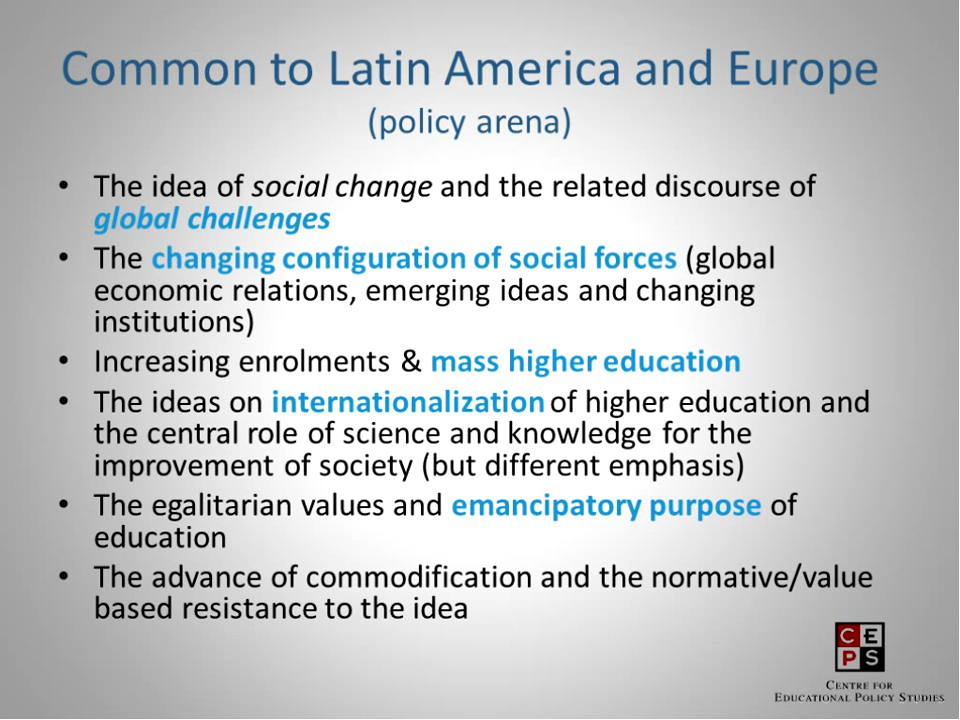 Common to Latin America and Europe
(policy arena)
• The idea of social change and the related discourse of
global challenges
• The changing configuration of social forces (global
economic relations, emerging ideas and changing
institutions)
• Increasing enrolments & mass higher education
• The ideas on internationalization of higher education and
the central role of science and knowledge for the
improvement of society (but different emphasis)
• The egalitarian values and emancipatory purpose of
education
• The advance of commodification and the normative/value
based resistance to the idea
C E
P S
CENTRE FOR
EDUCATIONAL POLICY STUDIES